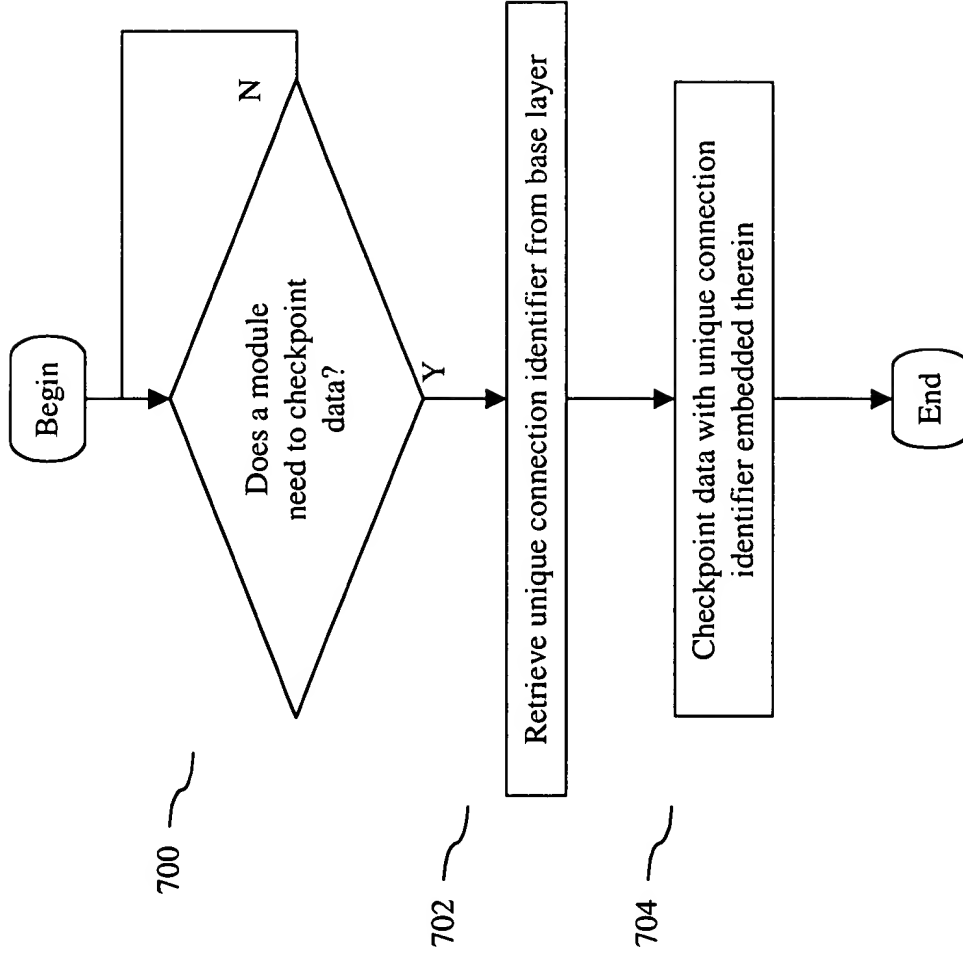 Begin
700
Does a module
need to checkpoint
data?
N
Y
702
Retrieve unique connection identifier from base layer
704
Checkpoint data with unique connection
identifier embedded therein
End